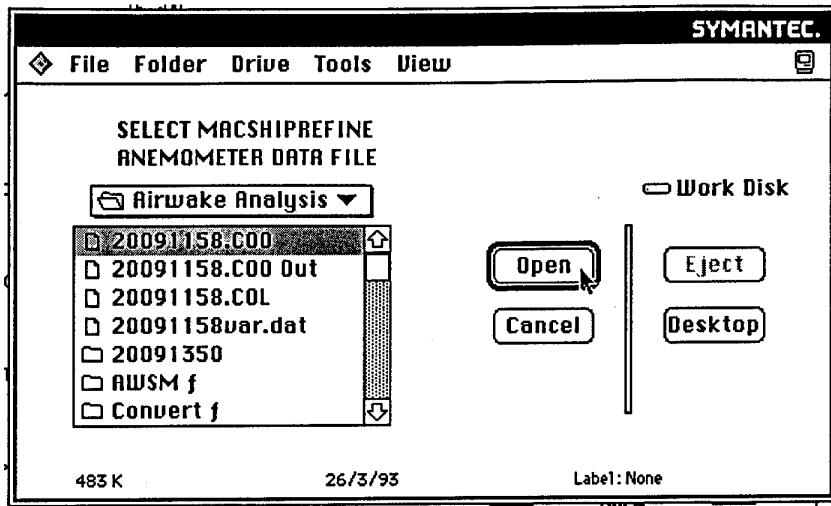 SYMANTEC.
File Folder Drive Tools View
SELECT MACSHIPREFINE
ANEMOMETER DATA FILE
Airwake Analysis
Work Disk
20091158.C00
20091158.C00 Out
20091158.COL
20091158var.dat
20091350
AWSM ƒ
Convert ƒ
Open
Eject
Cancel
Desktop
483 K 26/3/93 Label: None